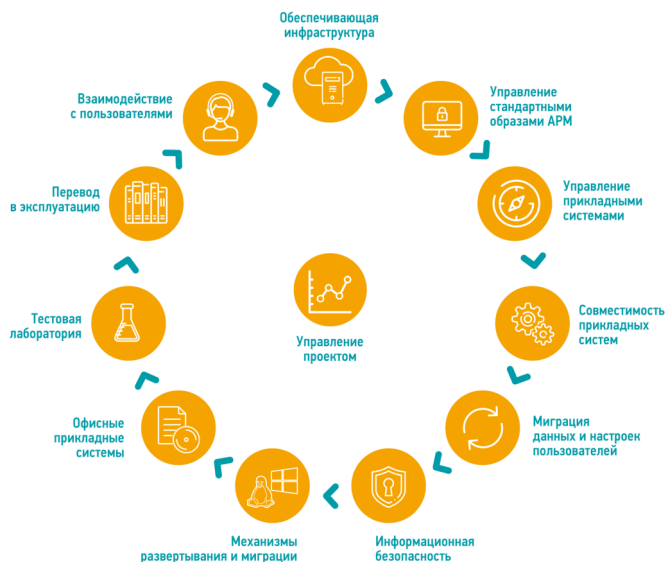 Обеспечивающая
инфраструктура
Управление
стандартными
образами АРМ
Управление
прикладными
системами
Совместимость
прикладных
систем
Миграция
данных и настроек
пользователей
Информационная
безопасность
Механизмы
развертывания и миграции
Офисные
прикладные
системы
Тестовая
лаборатория
Перевод
в эксплуатацию
Взаимодействие
с пользователями
Управление
проектом